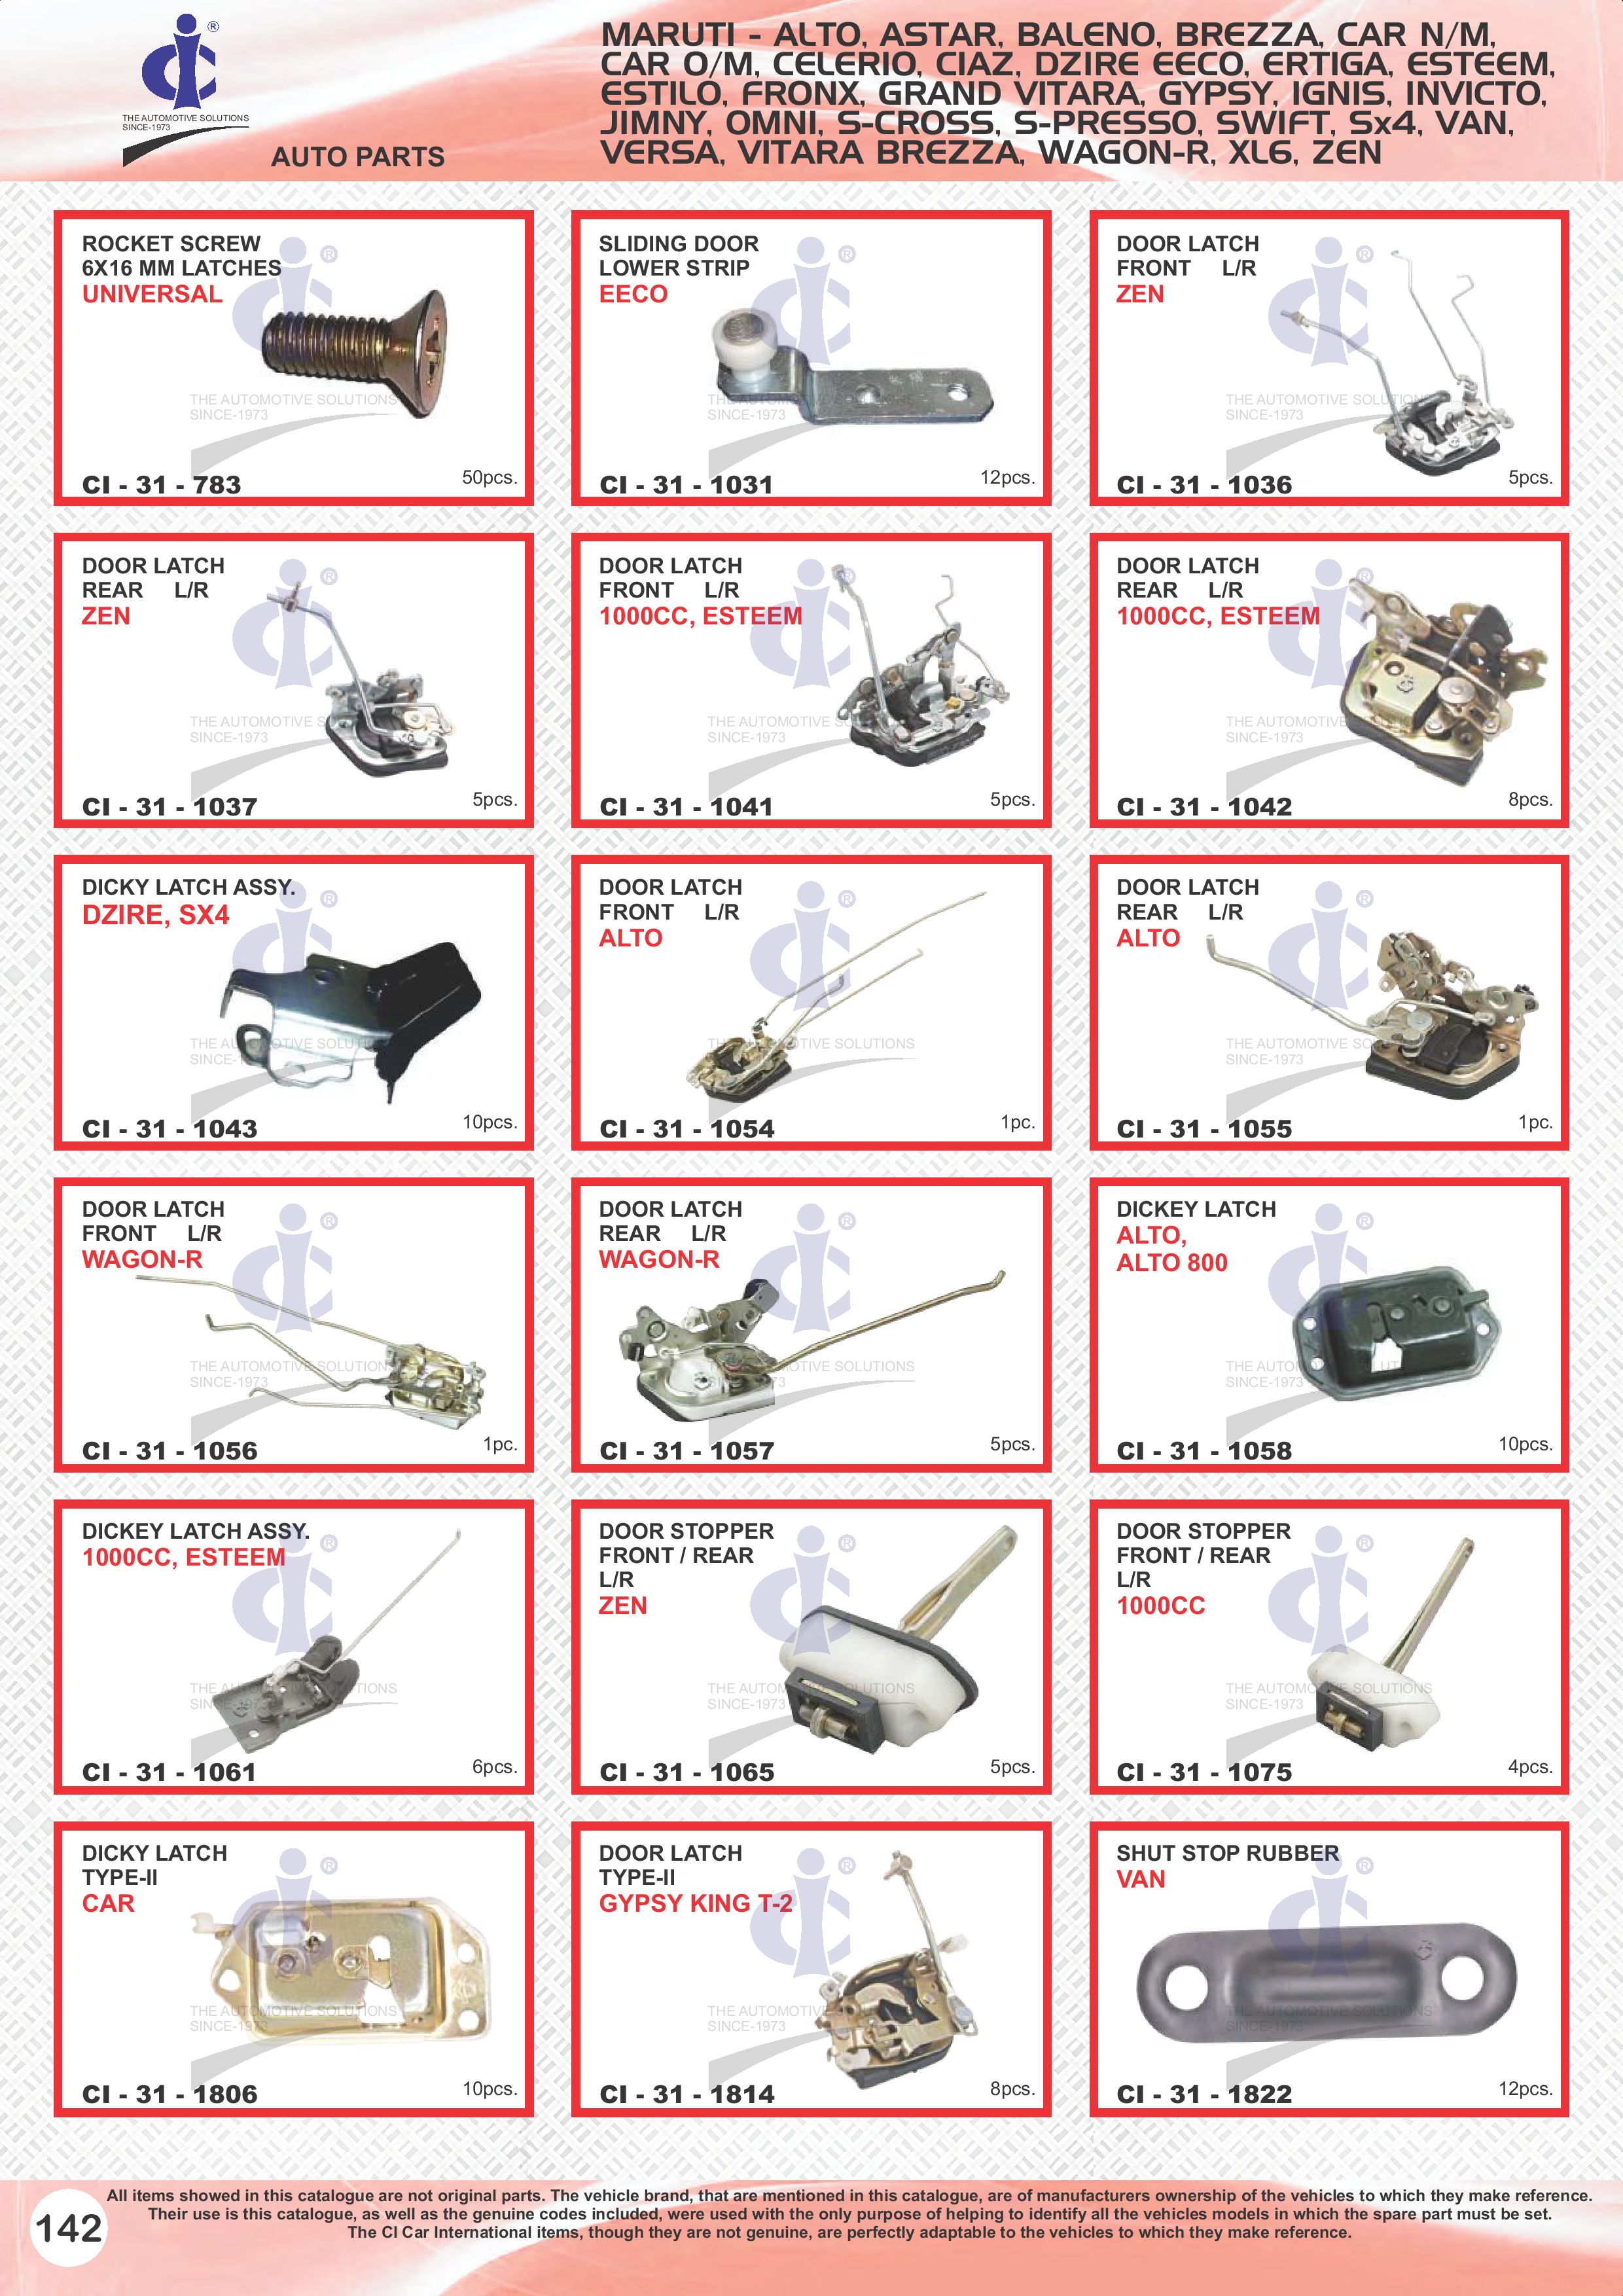 ®
THE AUTOMOTIVE SOLUTIONS
SINCE-1973
AUTO PARTS
MARUTI - ALTO, ASTAR, BALENO, BREZZA, CAR N/M,
CAR O/M, CELERIO, CIAZ, DZIRE EECO, ERTIGA, ESTEEM,
ESTILO, FRONX, GRAND VITARA, GYPSY, IGNIS, INVICTO,
JIMNY, OMNI, S-CROSS, S-PRESSO, SWIFT, Sx4, VAN,
VERSA, VITARA BREZZA, WAGON-R, XL6, ZEN
ROCKET SCREW
6X16 MM LATCHES
UNIVERSAL
THE AUTOMOTIVE SOLUTIONS
SINCE-1973
CI - 31 - 783
50pcs.
SLIDING DOOR
LOWER STRIP
EECO
CI - 31 - 1031
12pcs.
DOOR LATCH
FRONT L/R
ZEN
CI - 31 - 1036
5pcs.
DOOR LATCH
REAR L/R
ZEN
CI - 31 - 1037
5pcs.
DOOR LATCH
FRONT L/R
1000CC, ESTEEM
CI - 31 - 1041
5pcs.
DOOR LATCH
REAR L/R
1000CC, ESTEEM
CI - 31 - 1042
8pcs.
DICKY LATCH ASSY.
DZIRE, SX4
CI - 31 - 1043
10pcs.
DOOR LATCH
FRONT L/R
ALTO
CI - 31 - 1054
1pc.
DOOR LATCH
REAR L/R
ALTO
CI - 31 - 1055
1pc.
DOOR LATCH
FRONT L/R
WAGON-R
CI - 31 - 1056
1pc.
DOOR LATCH
REAR L/R
WAGON-R
CI - 31 - 1057
5pcs.
DICKEY LATCH
ALTO,
ALTO 800
CI - 31 - 1058
10pcs.
DICKEY LATCH ASSY.
1000CC, ESTEEM
CI - 31 - 1061
6pcs.
DOOR STOPPER
FRONT / REAR
L/R
ZEN
CI - 31 - 1065
5pcs.
DOOR STOPPER
FRONT / REAR
L/R
1000CC
CI - 31 - 1075
4pcs.
DICKY LATCH
TYPE-II
CAR
CI - 31 - 1806
10pcs.
DOOR LATCH
TYPE-II
GYPSY KING T-2
CI - 31 - 1814
8pcs.
SHUT STOP RUBBER
VAN
CI - 31 - 1822
12pcs.
142
All items showed in this catalogue are not original parts. The vehicle brand, that are mentioned in this catalogue, are of manufacturers ownership of the vehicles to which they make reference.
Their use is this catalogue, as well as the genuine codes included, were used with the only purpose of helping to identify all the vehicles models in which the spare part must be set.
The CI Car International items, though they are not genuine, are perfectly adaptable to the vehicles to which they make reference.